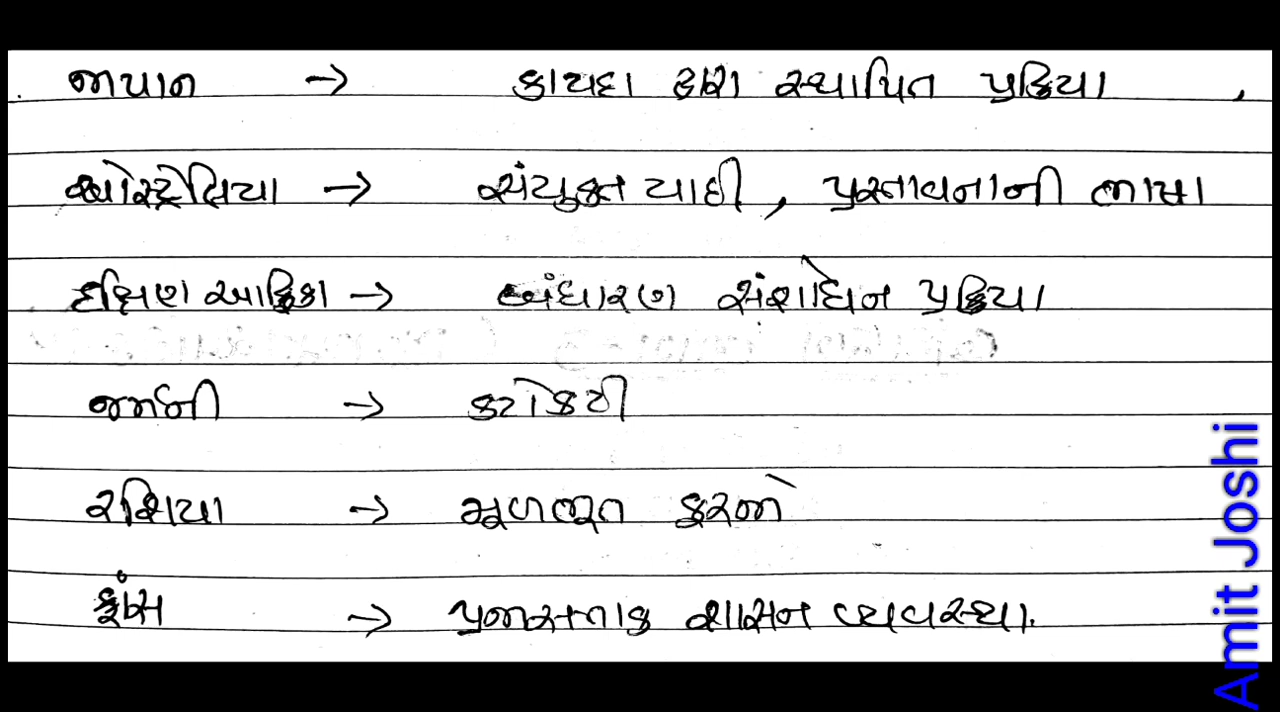 જાપાન → કાયદા દ્વારા સ્થાપિત પ્રક્રિયા,
ઓસ્ટ્રેલિયા → સંયુક્ત યાદી, પ્રસ્તાવનાની ભાષા
દક્ષિણ આફ્રિકા → બંધારણ સંશોધન પ્રક્રિયા
જર્મની → કટોકટી
રશિયા → મૂળભૂત ફરજો
ફ્રાંસ → પ્રજાસત્તાક શાસન વ્યવસ્થા.
Amit Joshi